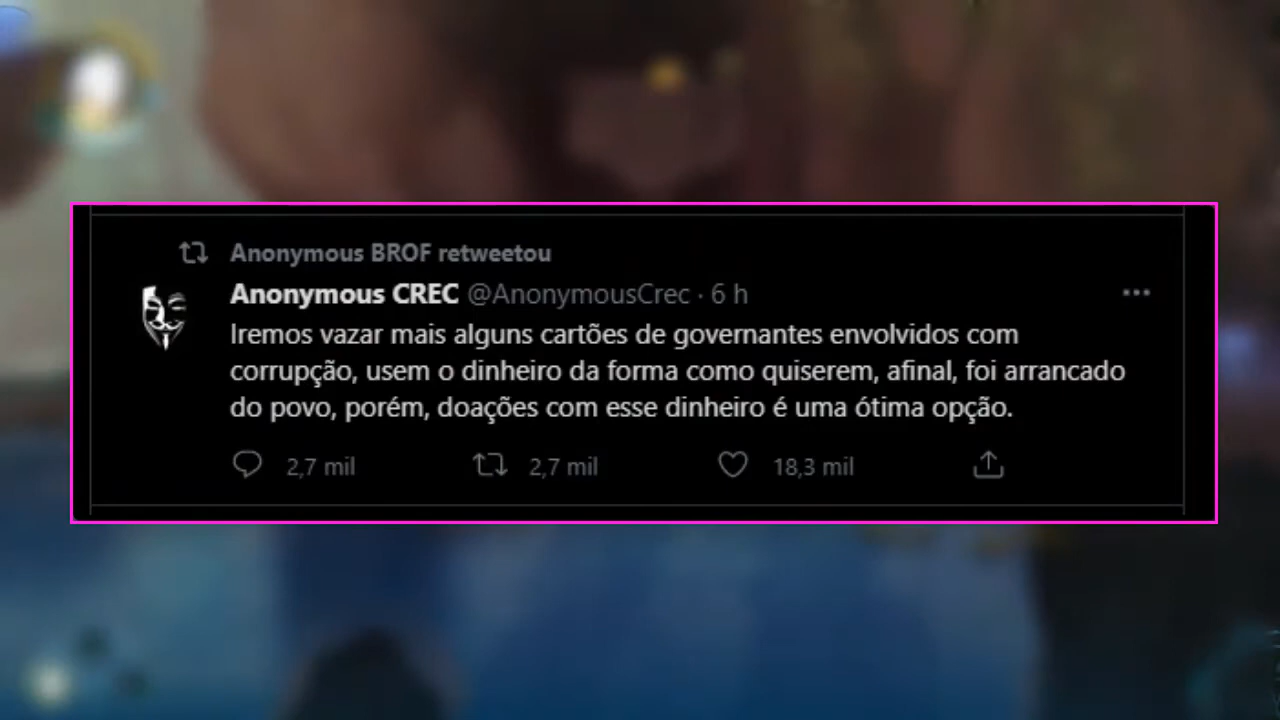 Anonymous BROF retweetou
Anonymous CREC @AnonymousCrec · 6 h
Iremos vazar mais alguns cartões de governantes envolvidos com
corrupção, usem o dinheiro da forma como quiserem, afinal, foi arrancado
do povo, porém, doações com esse dinheiro é uma ótima opção.
2,7 mil 2,7 mil 18,3 mil